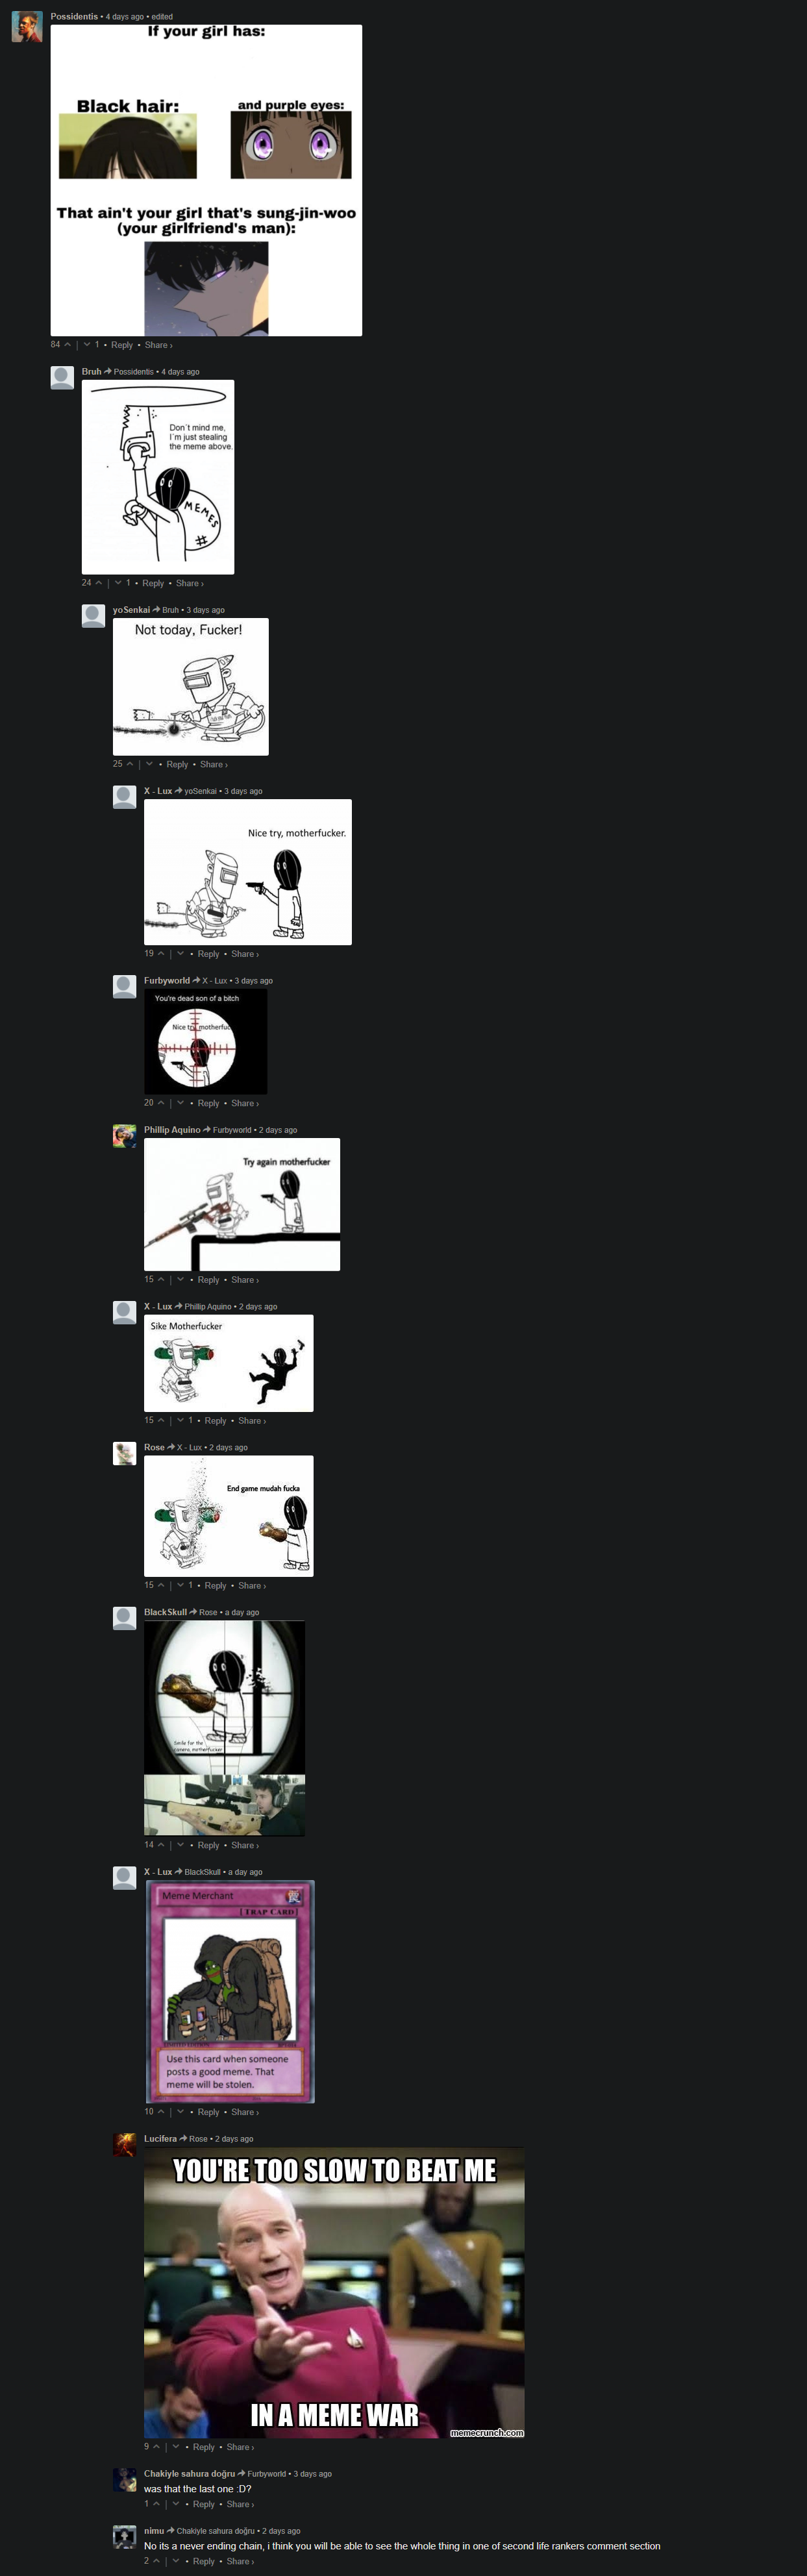 Possidentis • 4 days ago • edited
If your girl has:
Black hair:
and purple eyes:
That ain't your girl that's sung-jin-woo
(your girlfriend's man):
84 | 1 • Reply • Share ›
Bruh Possidentis • 4 days ago
Don't mind me,
I'm just stealing
the meme above.
MEMES
#
24 | 1 • Reply • Share ›
yoSenkai Bruh • 3 days ago
Not today, Fucker!
25 | • Reply • Share ›
X - Lux yoSenkai • 3 days ago
Nice try, motherfucker.
19 | • Reply • Share ›
Furbyworld X - Lux • 3 days ago
You're dead son of a bitch
Nice try motherfuc
20 | • Reply • Share ›
Phillip Aquino Furbyworld • 2 days ago
Try again motherfucker
15 | • Reply • Share ›
X - Lux Phillip Aquino • 2 days ago
Sike Motherfucker
15 | 1 • Reply • Share ›
Rose X - Lux • 2 days ago
End game mudah fucka
15 | 1 • Reply • Share ›
BlackSkull Rose • a day ago
Smile for the
camera, motherfucker
14 | • Reply • Share ›
X - Lux BlackSkull • a day ago
Meme Merchant
[TRAP CARD]
Use this card when someone
posts a good meme. That
meme will be stolen.
10 | • Reply • Share ›
Lucifera Rose • 2 days ago
YOU'RE TOO SLOW TO BEAT ME
IN A MEME WAR
memecrunch.com
9 | • Reply • Share ›
Chakiyle sahura doğru Furbyworld • 3 days ago
was that the last one :D?
1 | • Reply • Share ›
nimu Chakiyle sahura doğru • 2 days ago
No its a never ending chain, i think you will be able to see the whole thing in one of second life rankers comment section
2 | • Reply • Share ›